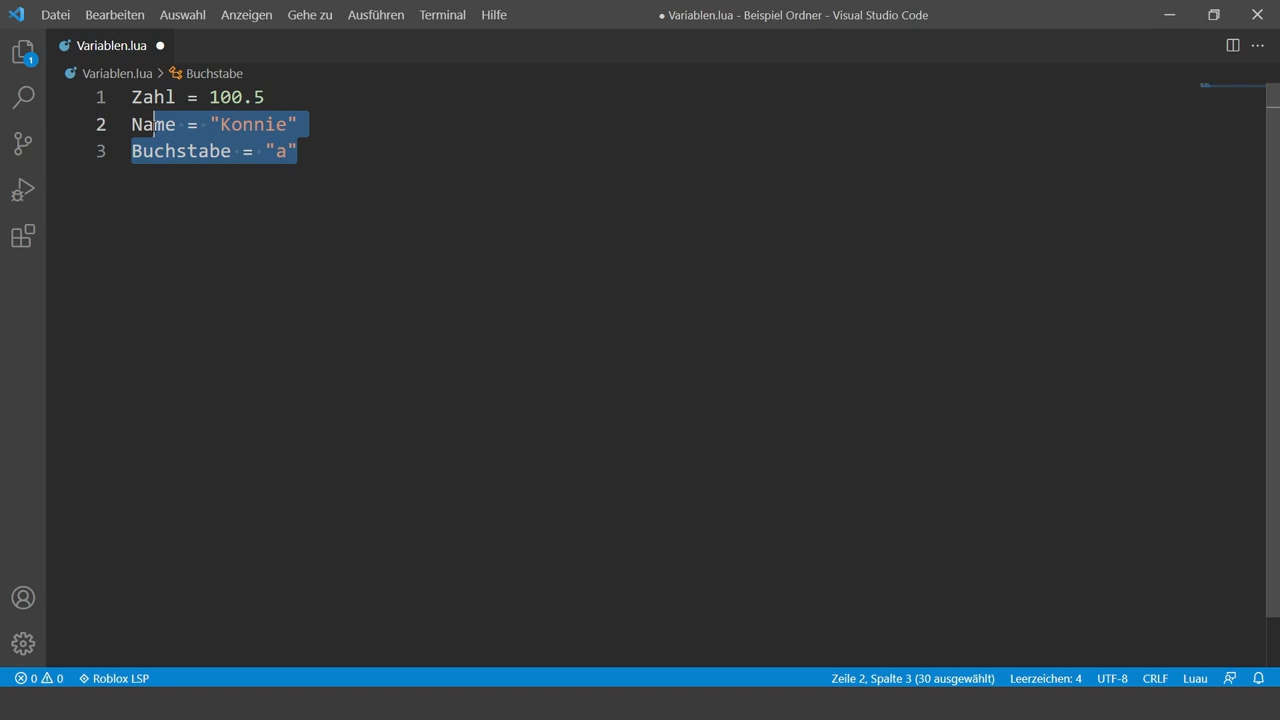 Datei Bearbeiten Auswahl Anzeigen Gehe zu Ausführen Terminal Hilfe ● Variablen.lua - Beispiel Ordner - Visual Studio Code
Variablen.lua
1
Variablen.lua > Buchstabe
1 Zahl = 100.5
2 Name = "Konnie"
3 Buchstabe = "a"
0 0 Roblox LSP Zeile 2, Spalte 3 (30 ausgewählt) Leerzeichen: 4 UTF-8 CRLF Luau